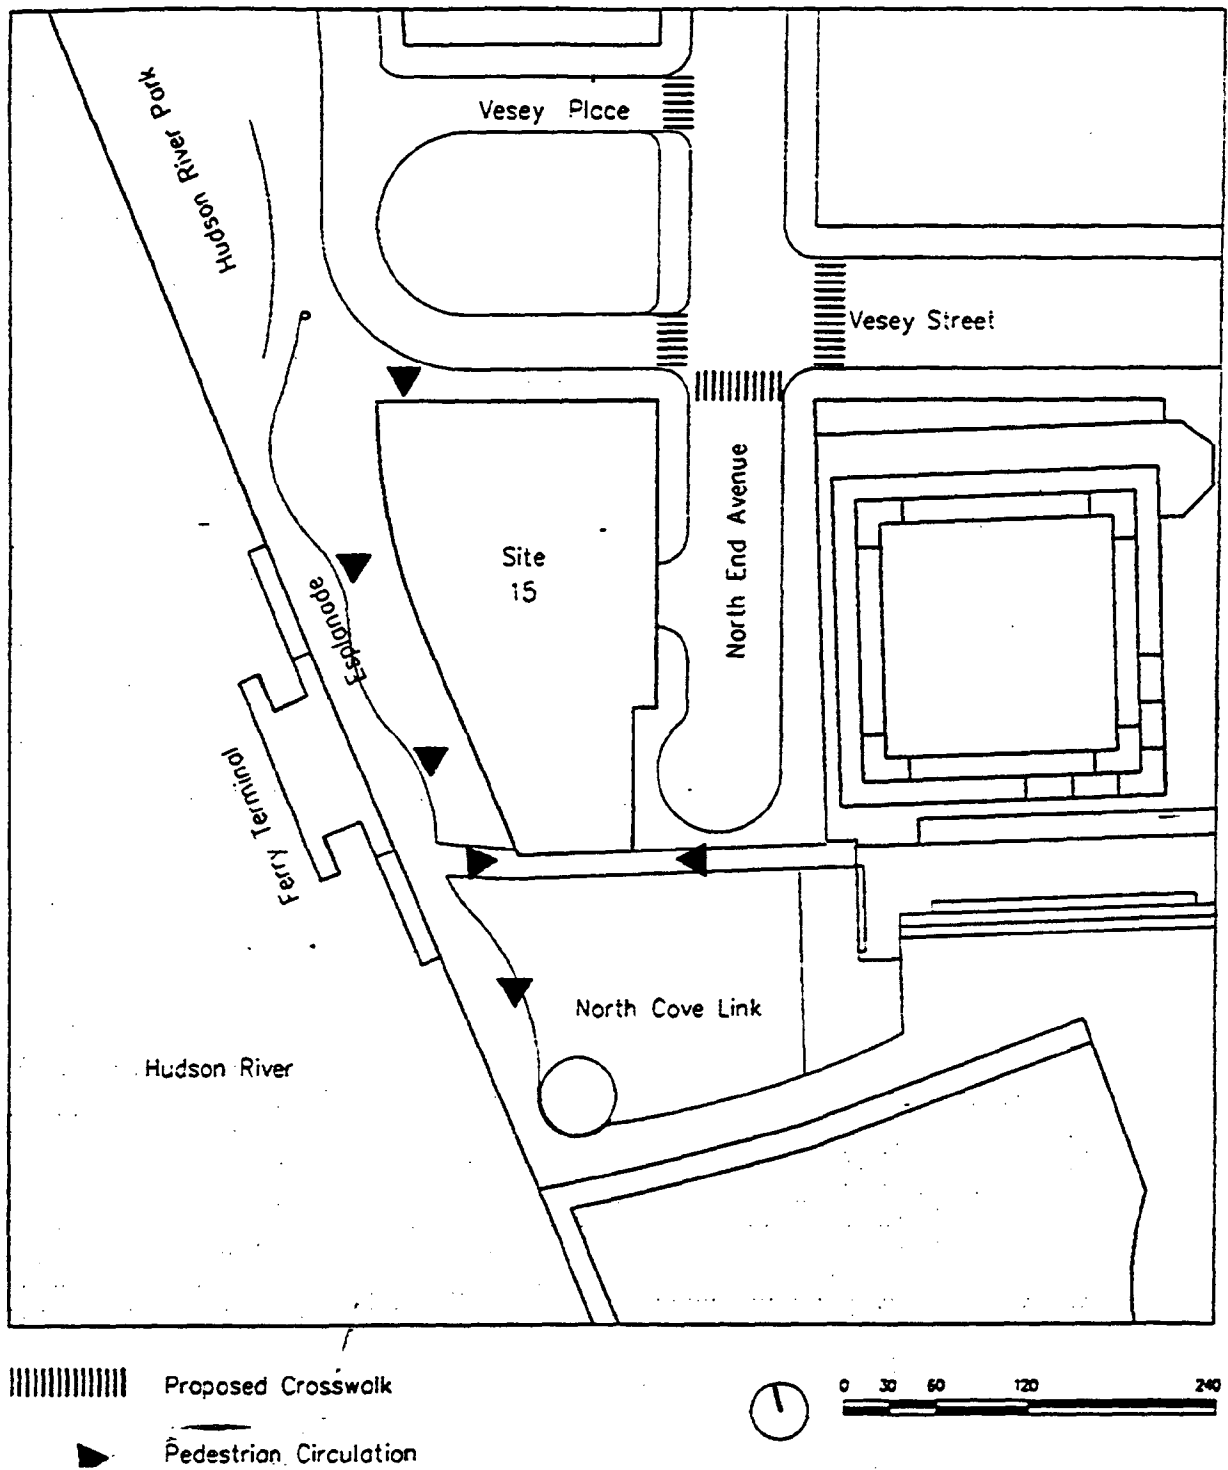 Hudson River Park
Vesey Place
Vesey Street
North End Avenue
Site
15
Esplanade
Ferry Terminal
North Cove Link
Hudson River
Proposed Crosswalk
0 30 60 120 240
Pedestrian Circulation